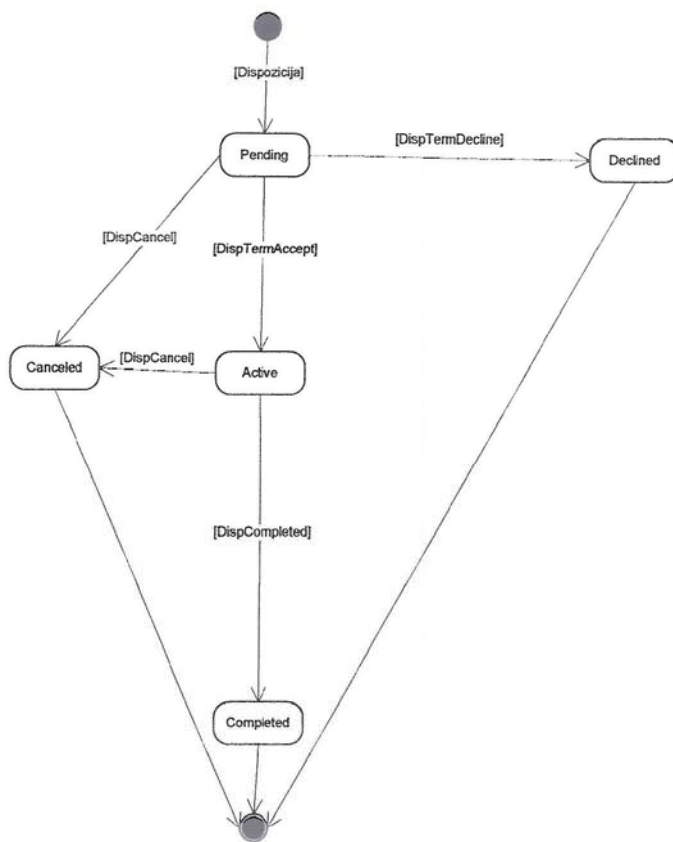 [Dispozicija]
Pending
[DispTermDecline]
Declined
[DispCancel]
[DispTermAccept]
Canceled
[DispCancel]
Active
[DispCompleted]
Completed